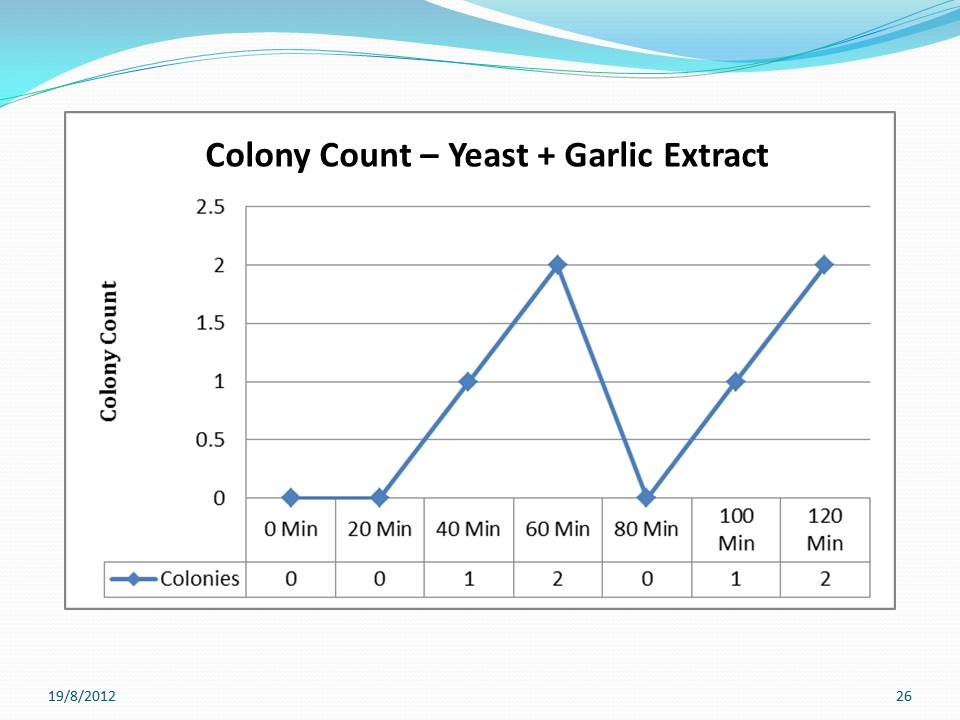 Colony Count – Yeast + Garlic Extract
2.5
2
1.5
1
0.5
0
Colony Count
0 Min 20 Min 40 Min 60 Min 80 Min 100 Min 120 Min
Colonies 0 0 1 2 0 1 2
19/8/2012 26